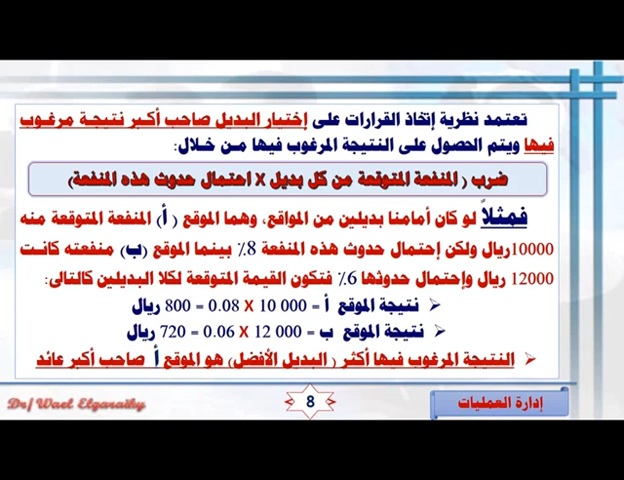 تعتمد نظرية إتخاذ القرارات على إختيار البديل صاحب أكبر نتيجة مرغوب
فيها ويتم الحصول على النتيجة المرغوب فيها من خلال:
ضرب ( المنفعة المتوقعة من كل بديل X احتمال حدوث هذه المنفعة)
فمثلاً لو كان أمامنا بديلين من المواقع، وهما الموقع (أ) المنفعة المتوقعة منه
10000ريال ولكن إحتمال حدوث هذه المنفعة 8٪ بينما الموقع (ب) منفعته كانت
12000 ريال وإحتمال حدوثها 6٪ فتكون القيمة المتوقعة لكلا البديلين كالتالى:
نتيجة الموقع أ = 000 10 X 0.08 = 800 ريال
نتيجة الموقع ب = 000 12 X 0.06 = 720 ريال
النتيجة المرغوب فيها أكثر ( البديل الأفضل) هو الموقع أ صاحب أكبر عائد
إدارة العمليات
8
Dr/ Wael Elgaraihy